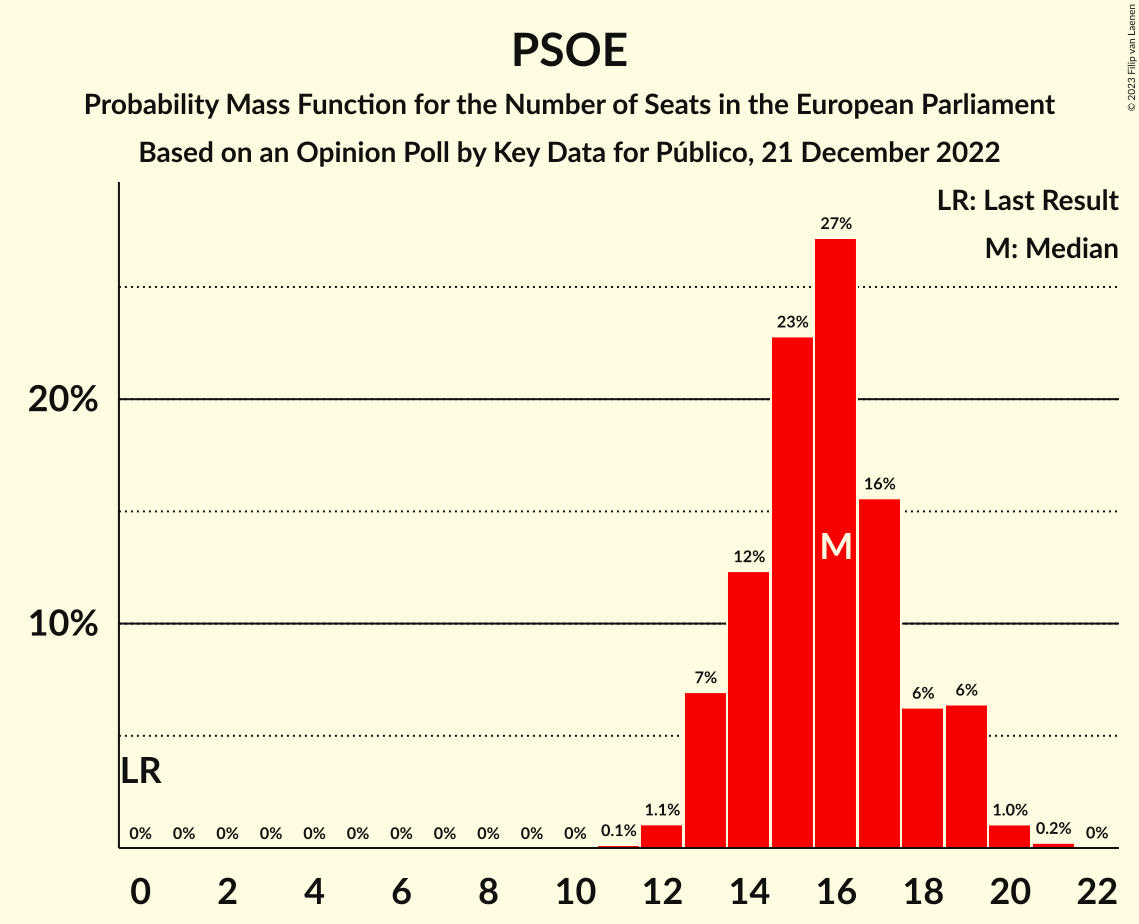 PSOE
Probability Mass Function for the Number of Seats in the European Parliament
Based on an Opinion Poll by Key Data for Público, 21 December 2022
© 2023 Filip van Laenen
LR: Last Result
M: Median
27%
23%
20%
16%
M
12%
10%
7%
6%
6%
LR
0%
0%
0%
0%
0%
0%
0%
0%
0%
0%
0%
0.1%
1.1%
1.0%
0.2%
0%
0 2 4 6 8 10 12 14 16 18 20 22